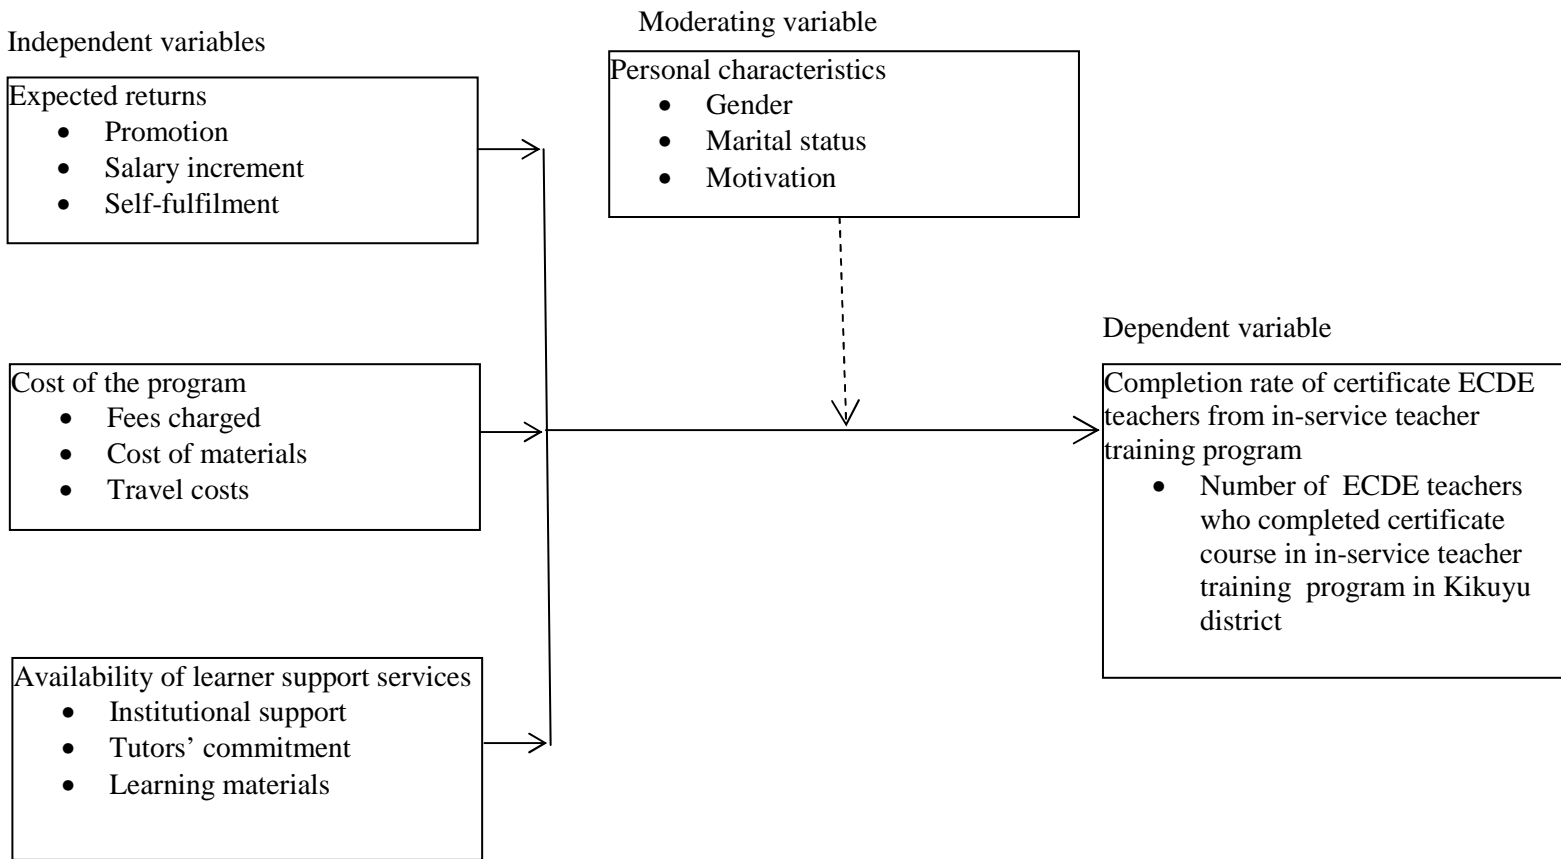 Independent variables
Expected returns
• Promotion
• Salary increment
• Self-fulfilment
Cost of the program
• Fees charged
• Cost of materials
• Travel costs
Availability of learner support services
• Institutional support
• Tutors’ commitment
• Learning materials
Moderating variable
Personal characteristics
• Gender
• Marital status
• Motivation
Dependent variable
Completion rate of certificate ECDE
teachers from in-service teacher
training program
• Number of ECDE teachers
who completed certificate
course in in-service teacher
training program in Kikuyu
district